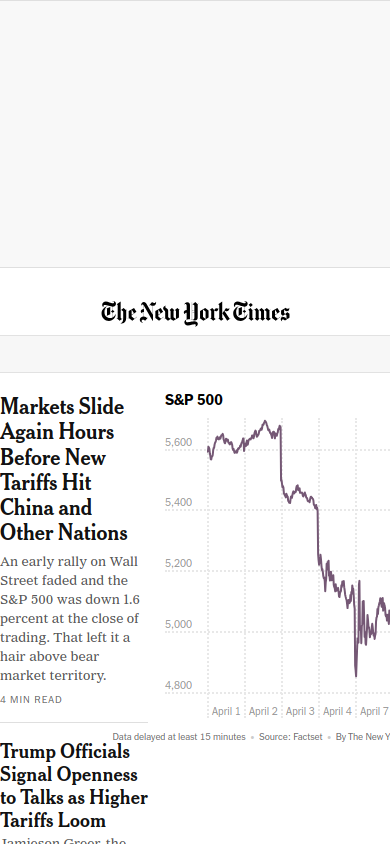 The New York Times
Markets Slide
Again Hours
Before New
Tariffs Hit
China and
Other Nations
An early rally on Wall
Street faded and the
S&P 500 was down 1.6
percent at the close of
trading. That left it a
hair above bear
market territory.
4 MIN READ
S&P 500
5,600
5,400
5,200
5,000
4,800
April 1 April 2 April 3 April 4 April 7
Data delayed at least 15 minutes • Source: Factset • By The New Y
Trump Officials
Signal Openness
to Talks as Higher
Tariffs Loom
Jamieson Greer, the